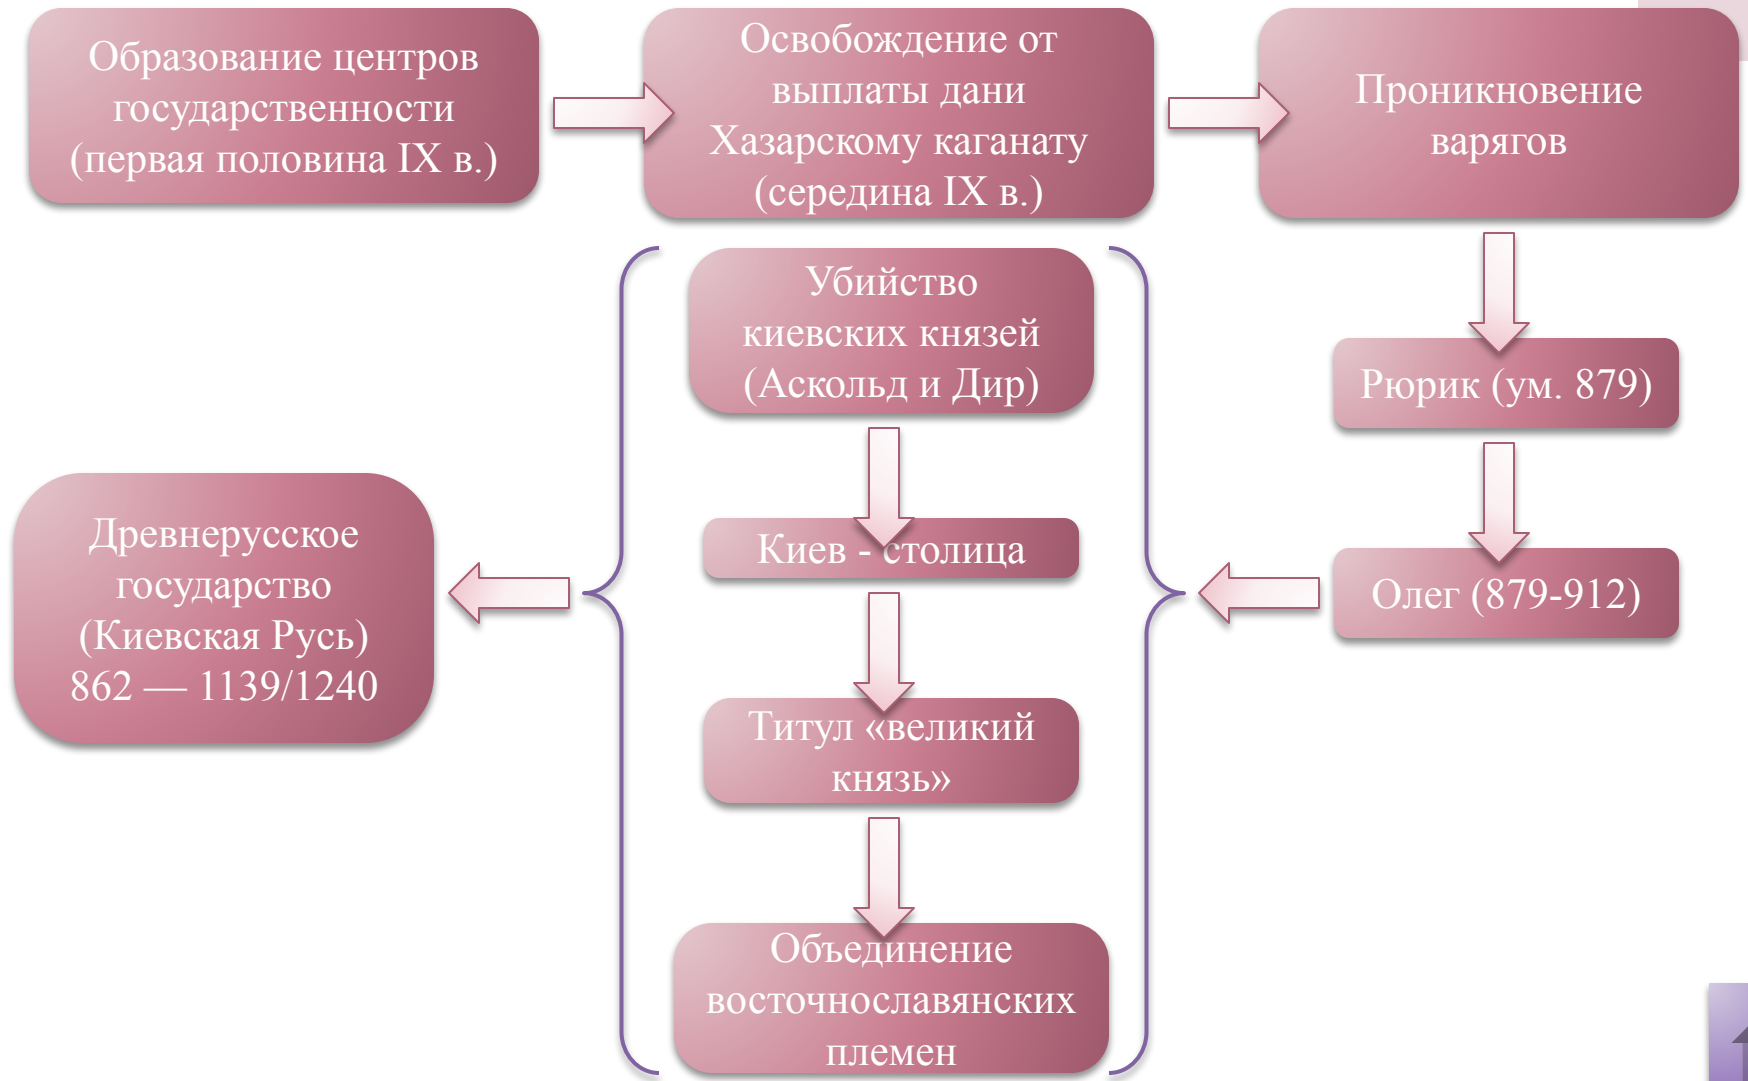 Образование центров
государственности
(первая половина IX в.)
Освобождение от
выплаты дани
Хазарскому каганату
(середина IX в.)
Проникновение
варягов
Рюрик (ум. 879)
Олег (879-912)
Убийство
киевских князей
(Аскольд и Дир)
Киев - столица
Титул «великий
князь»
Объединение
восточнославянских
племен
Древнерусское
государство
(Киевская Русь)
862 — 1139/1240